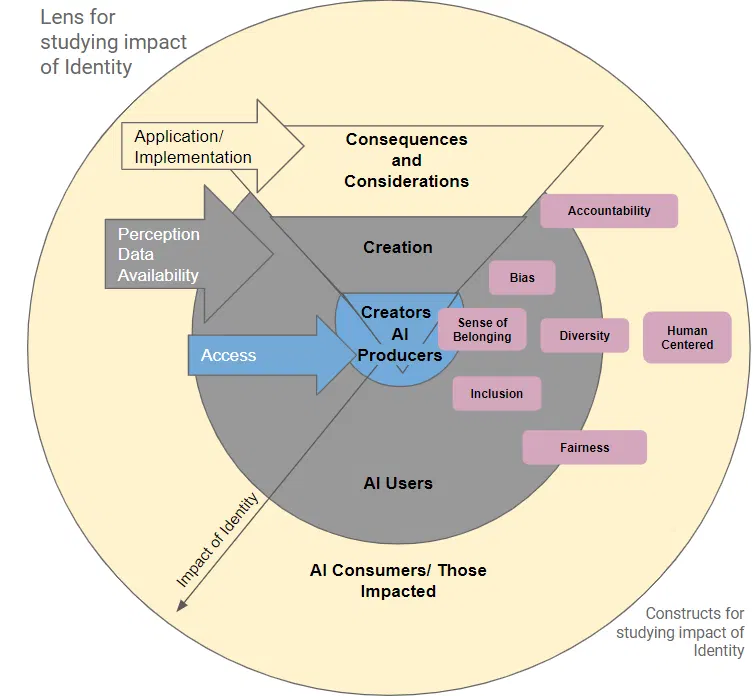 Lens for
studying impact
of Identity
Application/
Implementation
Consequences
and
Considerations
Perception
Data
Availability
Creation
Accountability
Bias
Creators
AI
Producers
Access
Sense of
Belonging
Diversity
Human
Centered
Inclusion
Fairness
AI Users
Impact of Identity
AI Consumers/ Those
Impacted
Constructs for
studying impact of
Identity